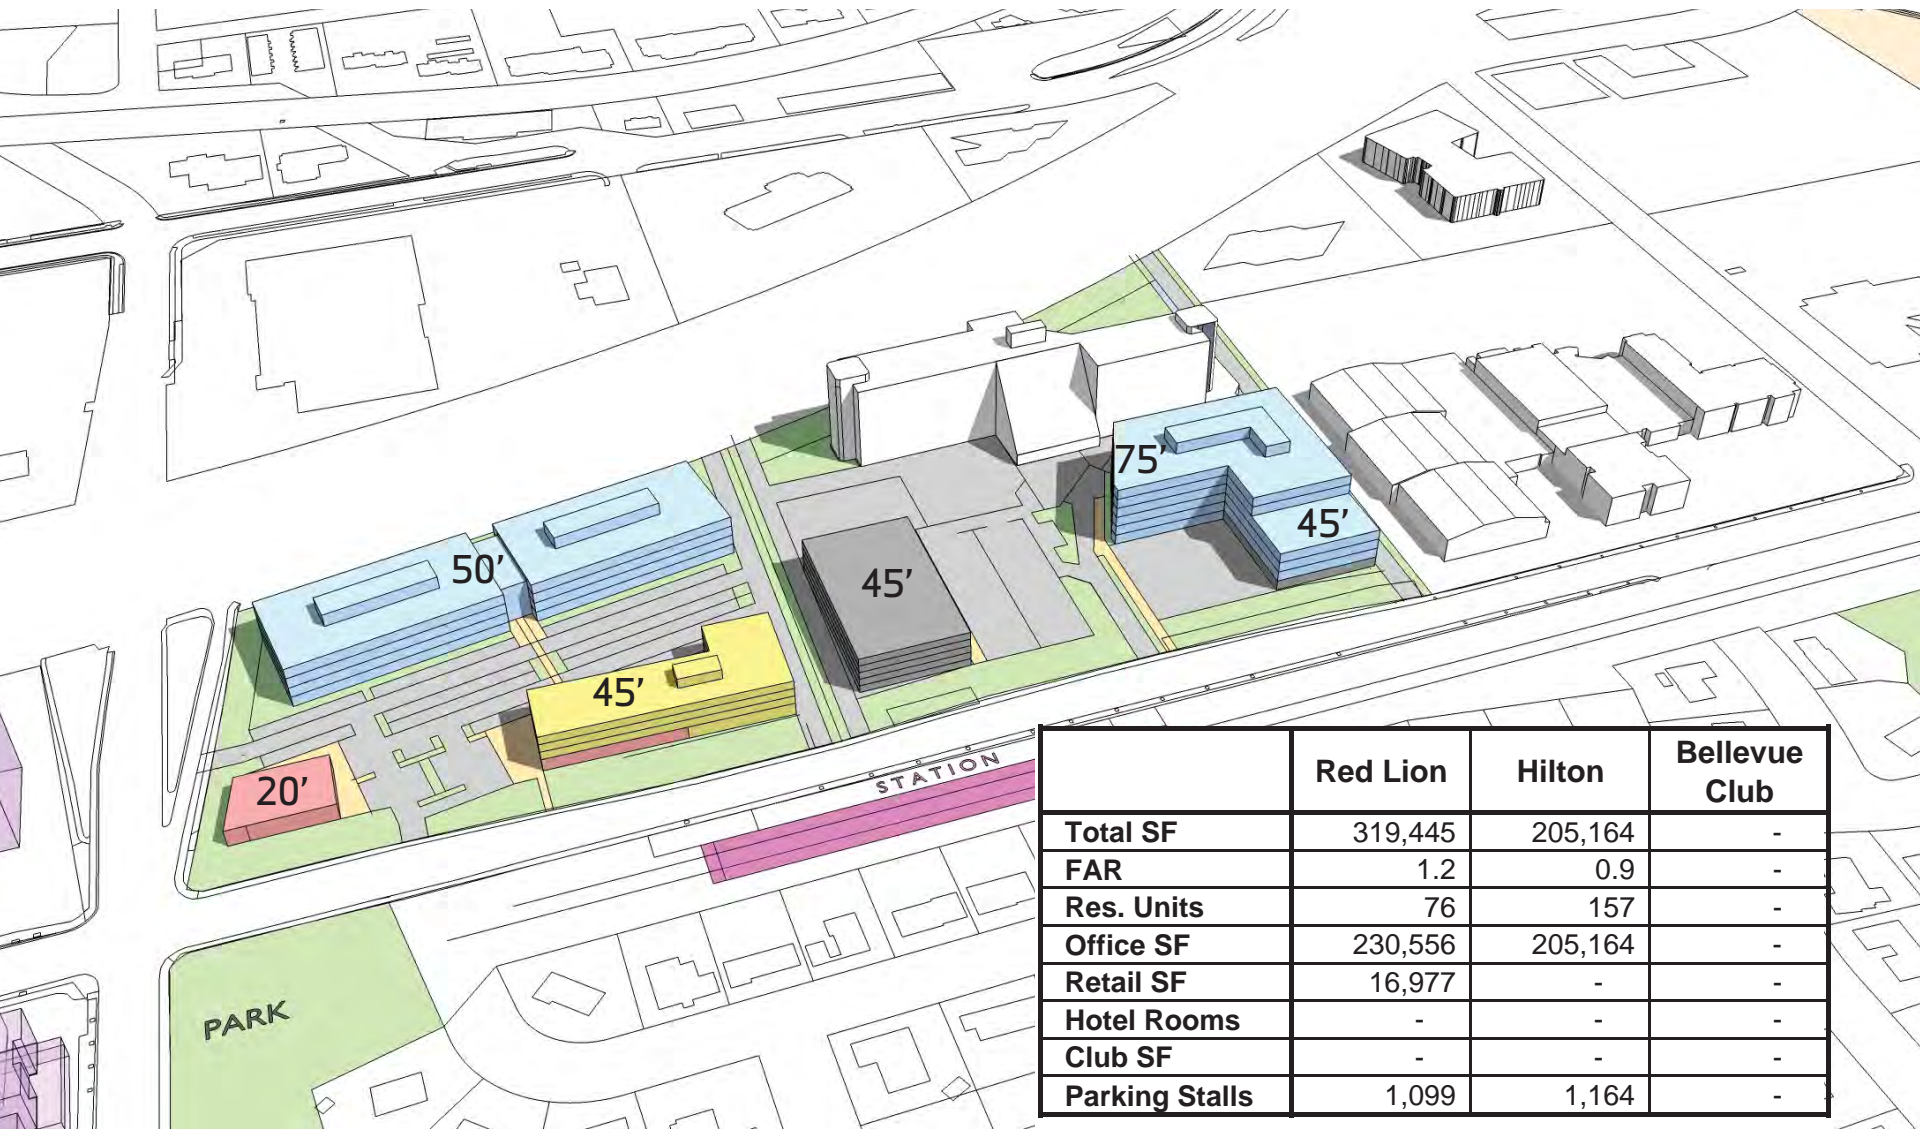 75'
45'
50'
45'
45'
20'
STATION
PARK
Red Lion Hilton Bellevue Club
Total SF 319,445 205,164 -
FAR 1.2 0.9 -
Res. Units 76 157 -
Office SF 230,556 205,164 -
Retail SF 16,977 - -
Hotel Rooms - - -
Club SF - - -
Parking Stalls 1,099 1,164 -